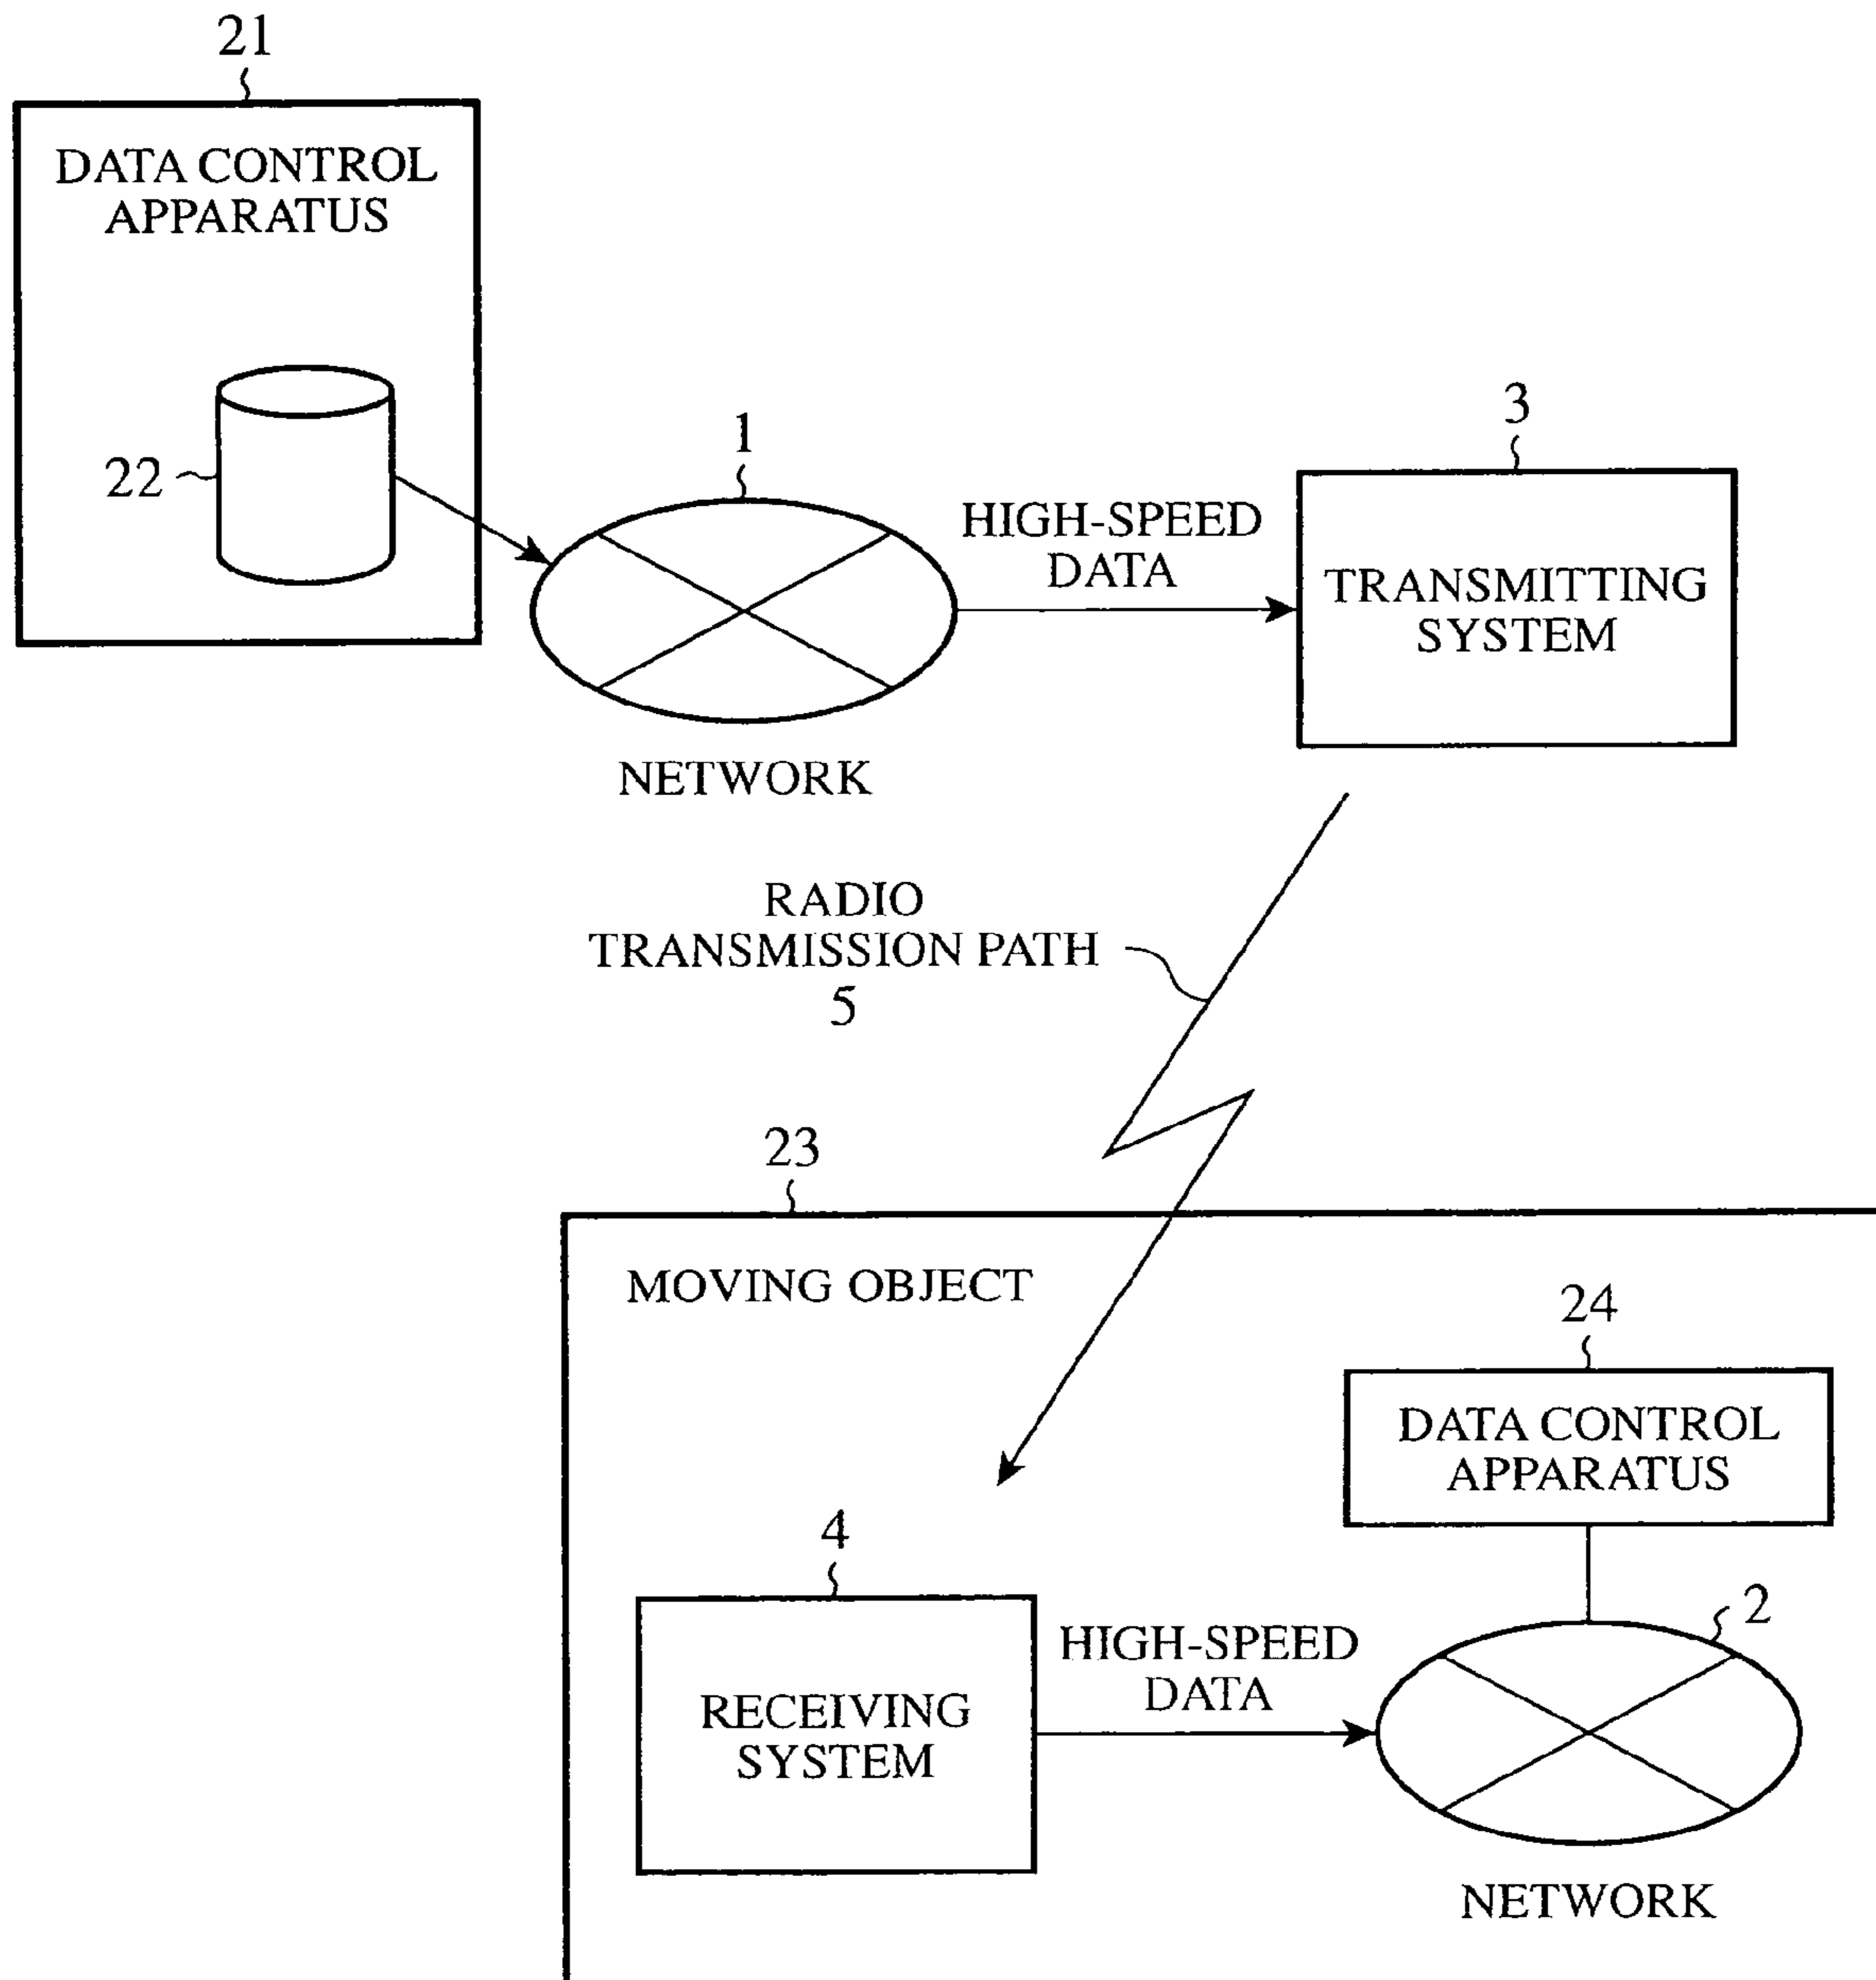 21
DATA CONTROL
APPARATUS
22
1
NETWORK
HIGH-SPEED
DATA
3
TRANSMITTING
SYSTEM
RADIO
TRANSMISSION PATH
5
23
MOVING OBJECT
24
DATA CONTROL
APPARATUS
4
RECEIVING
SYSTEM
HIGH-SPEED
DATA
2
NETWORK